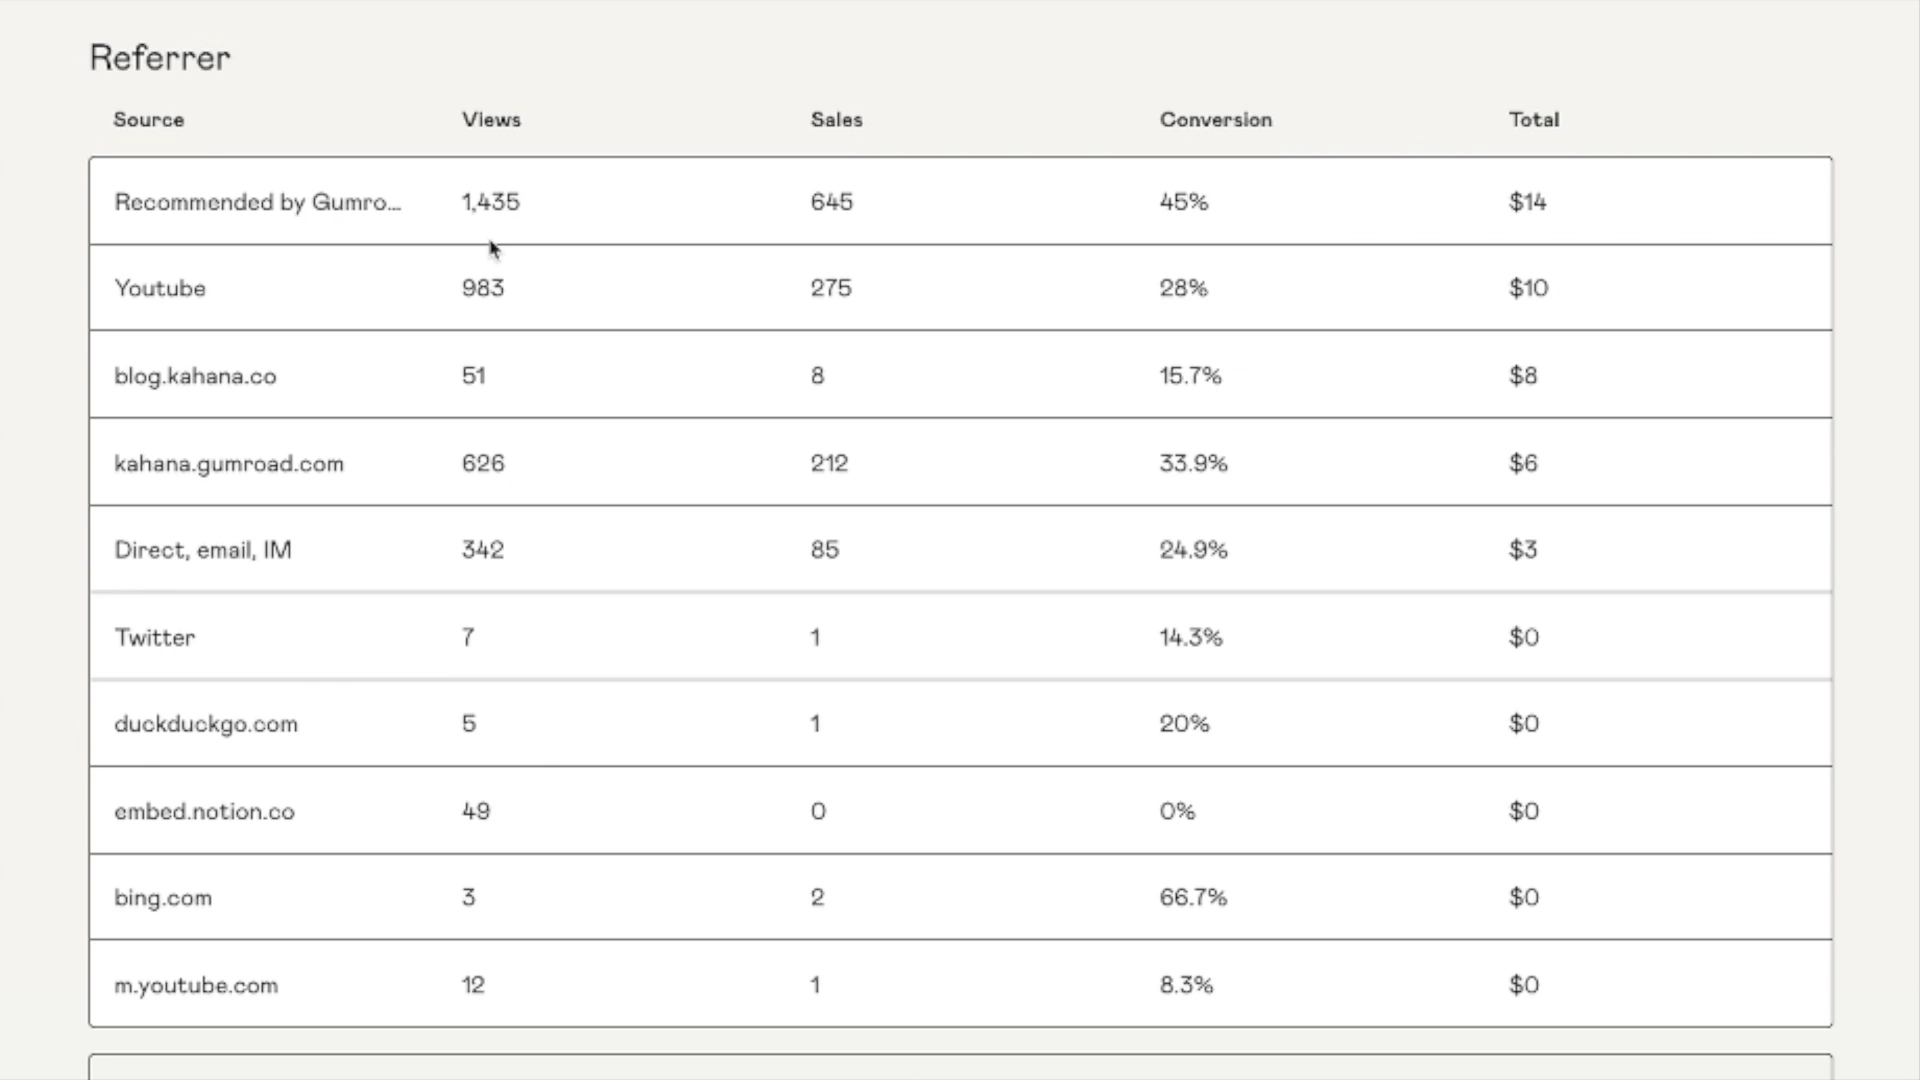 Referrer
Source Views Sales Conversion Total
Recommended by Gumro... 1,435 645 45% $14
Youtube 983 275 28% $10
blog.kahana.co 51 8 15.7% $8
kahana.gumroad.com 626 212 33.9% $6
Direct, email, IM 342 85 24.9% $3
Twitter 7 1 14.3% $0
duckduckgo.com 5 1 20% $0
embed.notion.co 49 0 0% $0
bing.com 3 2 66.7% $0
m.youtube.com 12 1 8.3% $0